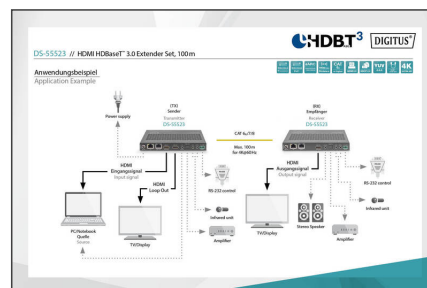 HDBT³
DIGITUS®
DS-55523 // HDMI HDBaseT™ 3.0 Extender Set, 100m
YUV
4K
Anwendungsbeispiel
Application Example
Power supply
(TX)
Sender
Transmitter
DS-55523
CAT 6A/7/8
Max. 100m
for 4K@60Hz
(RX)
Empfänger
Receiver
DS-55523
HDMI
Eingangssignal
Input signal
HDMI
Loop Out
RS-232 control
Infrared unit
Amplifier
PC/Notebook
Quelle
Source
TV/Display
HDMI
Ausgangssignal
Output signal
TV/Display
Stereo Speaker
Amplifier
RS-232 control
Infrared unit